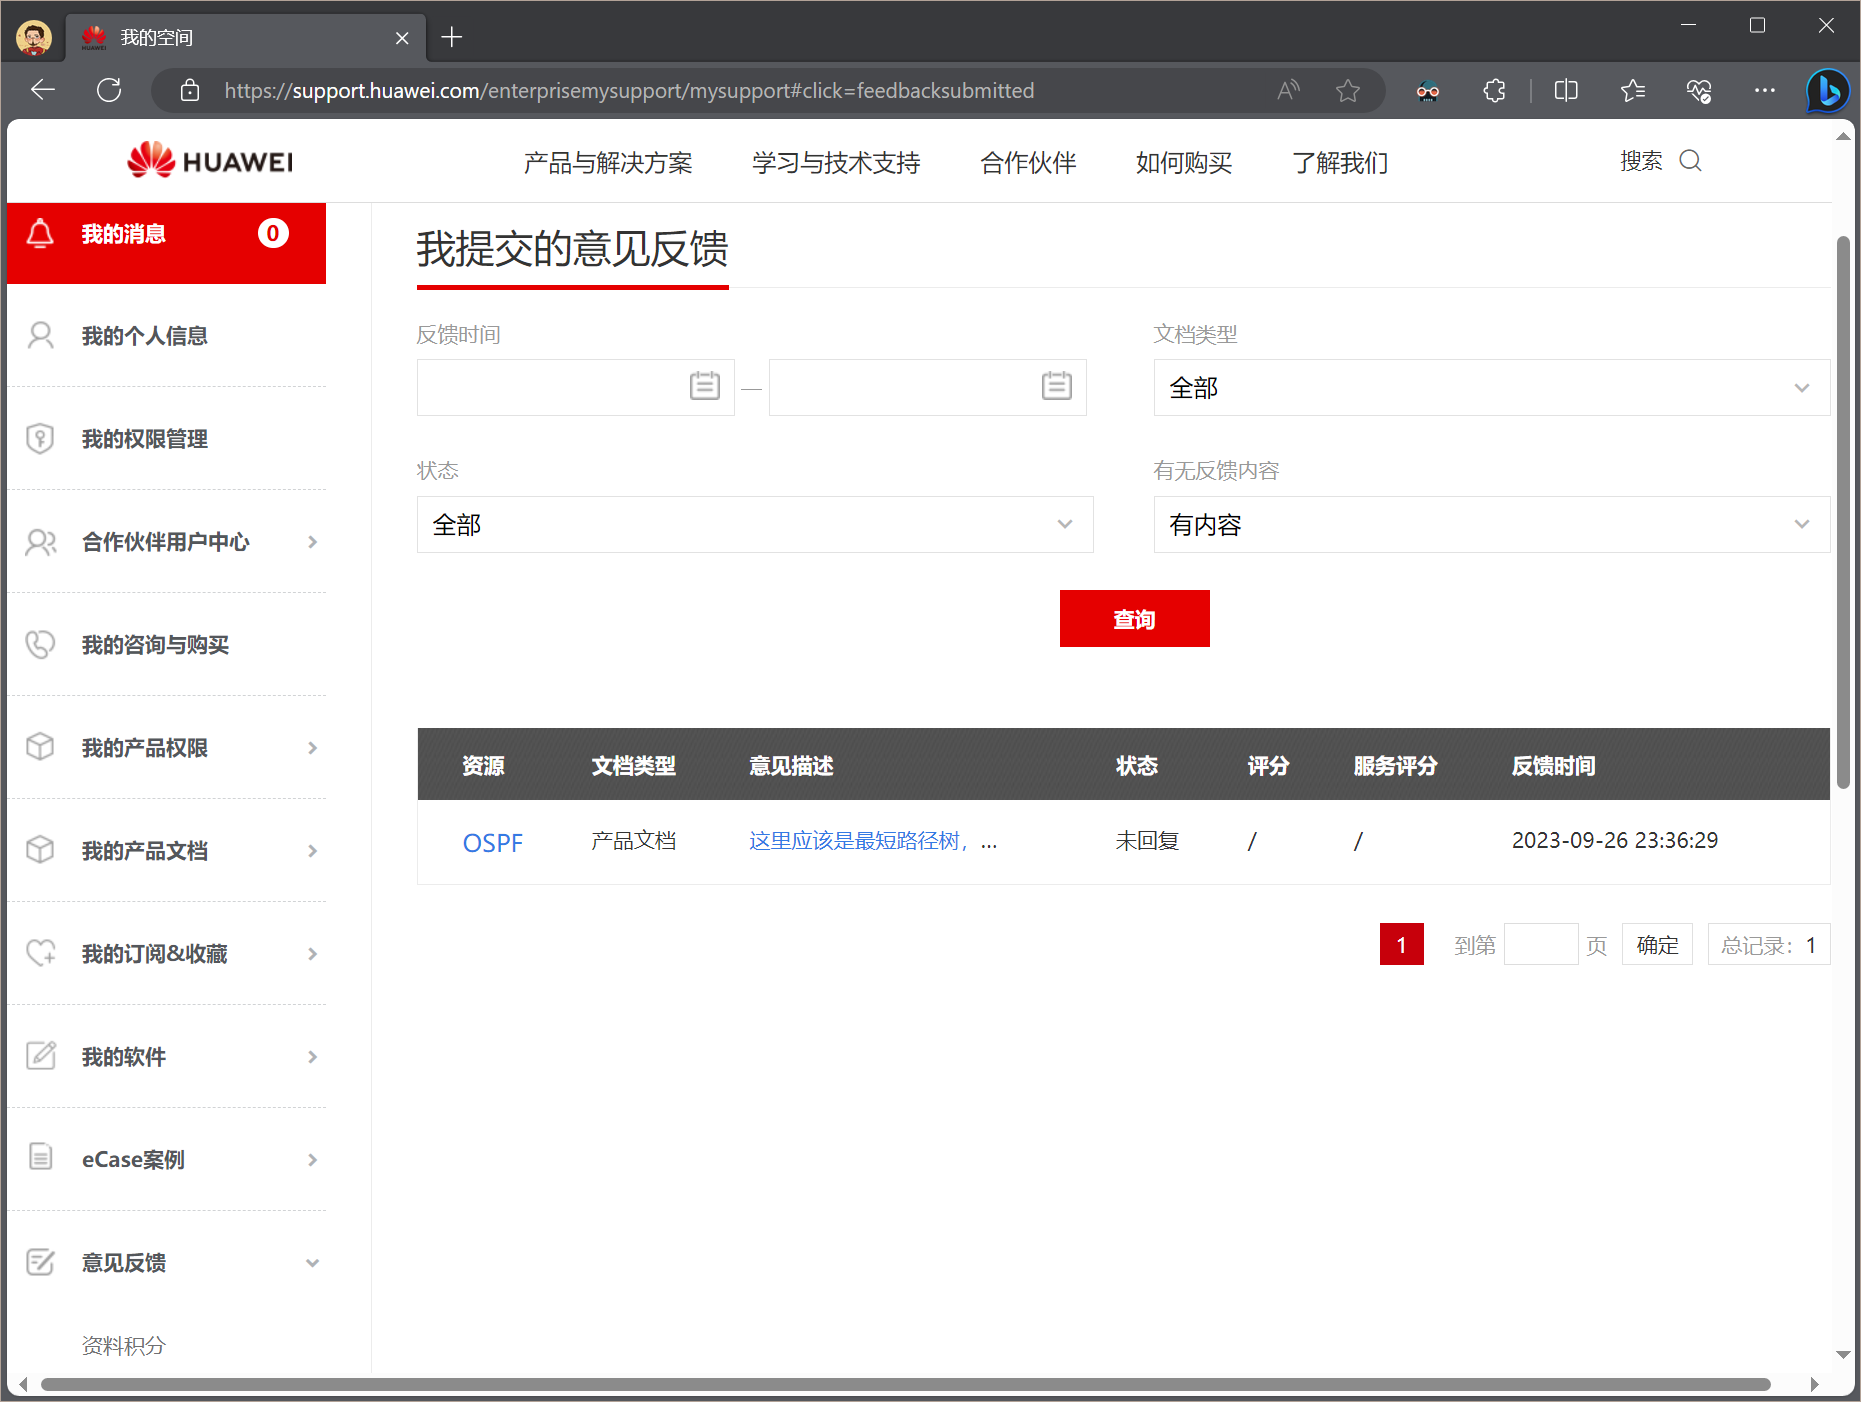 我的空间
https://support.huawei.com/enterprisemysupport/mysupport#click=feedbacksubmitted
HUAWEI
产品与解决方案
学习与技术支持
合作伙伴
如何购买
了解我们
搜索
我的消息
0
我的个人信息
我的权限管理
合作伙伴用户中心
我的咨询与购买
我的产品权限
我的产品文档
我的订阅&收藏
我的软件
eCase案例
意见反馈
资料积分
我提交的意见反馈
反馈时间
—
文档类型
全部
状态
全部
有无反馈内容
有内容
查询
资源 文档类型 意见描述 状态 评分 服务评分 反馈时间
OSPF 产品文档 这里应该是最短路径树，... 未回复 / / 2023-09-26 23:36:29
1 到第 页 确定 总记录：1